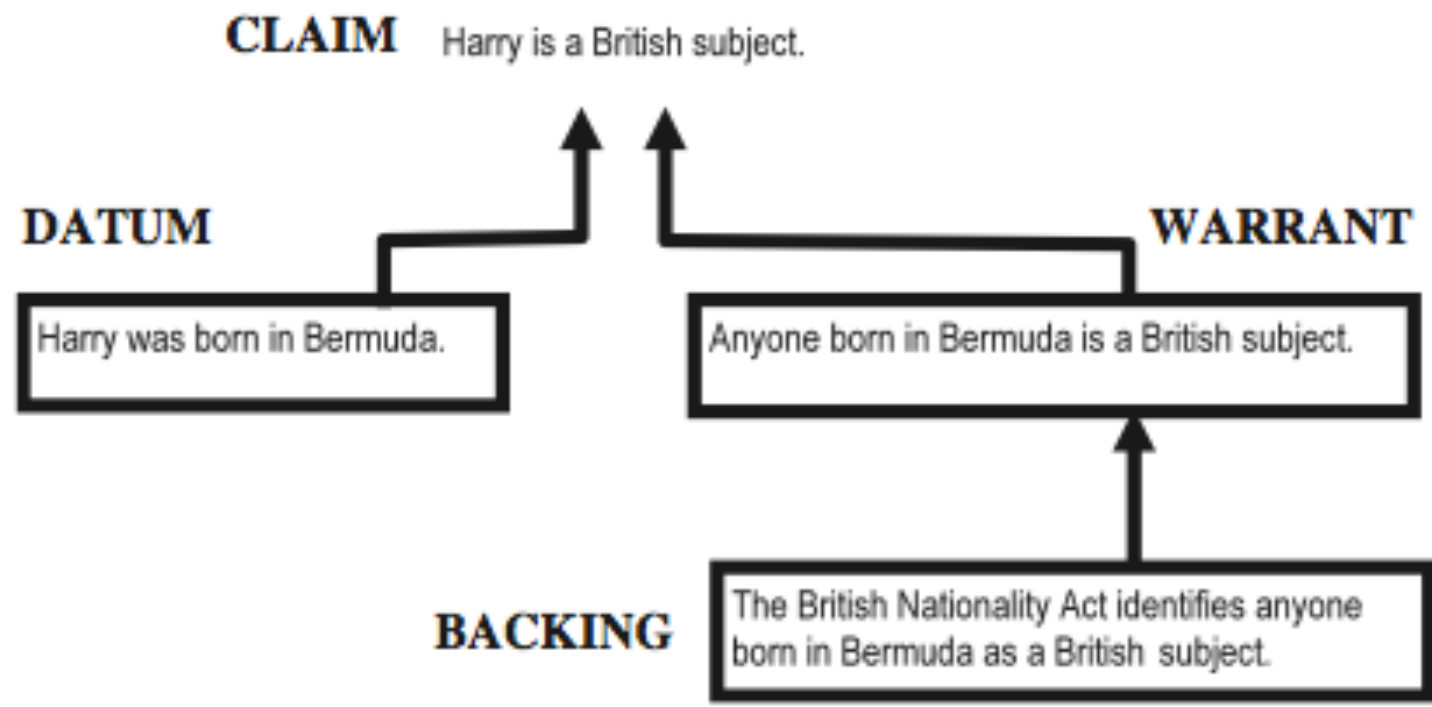 CLAIM Harry is a British subject.
DATUM
WARRANT
Harry was born in Bermuda.
Anyone born in Bermuda is a British subject.
BACKING
The British Nationality Act identifies anyone
born in Bermuda as a British subject.